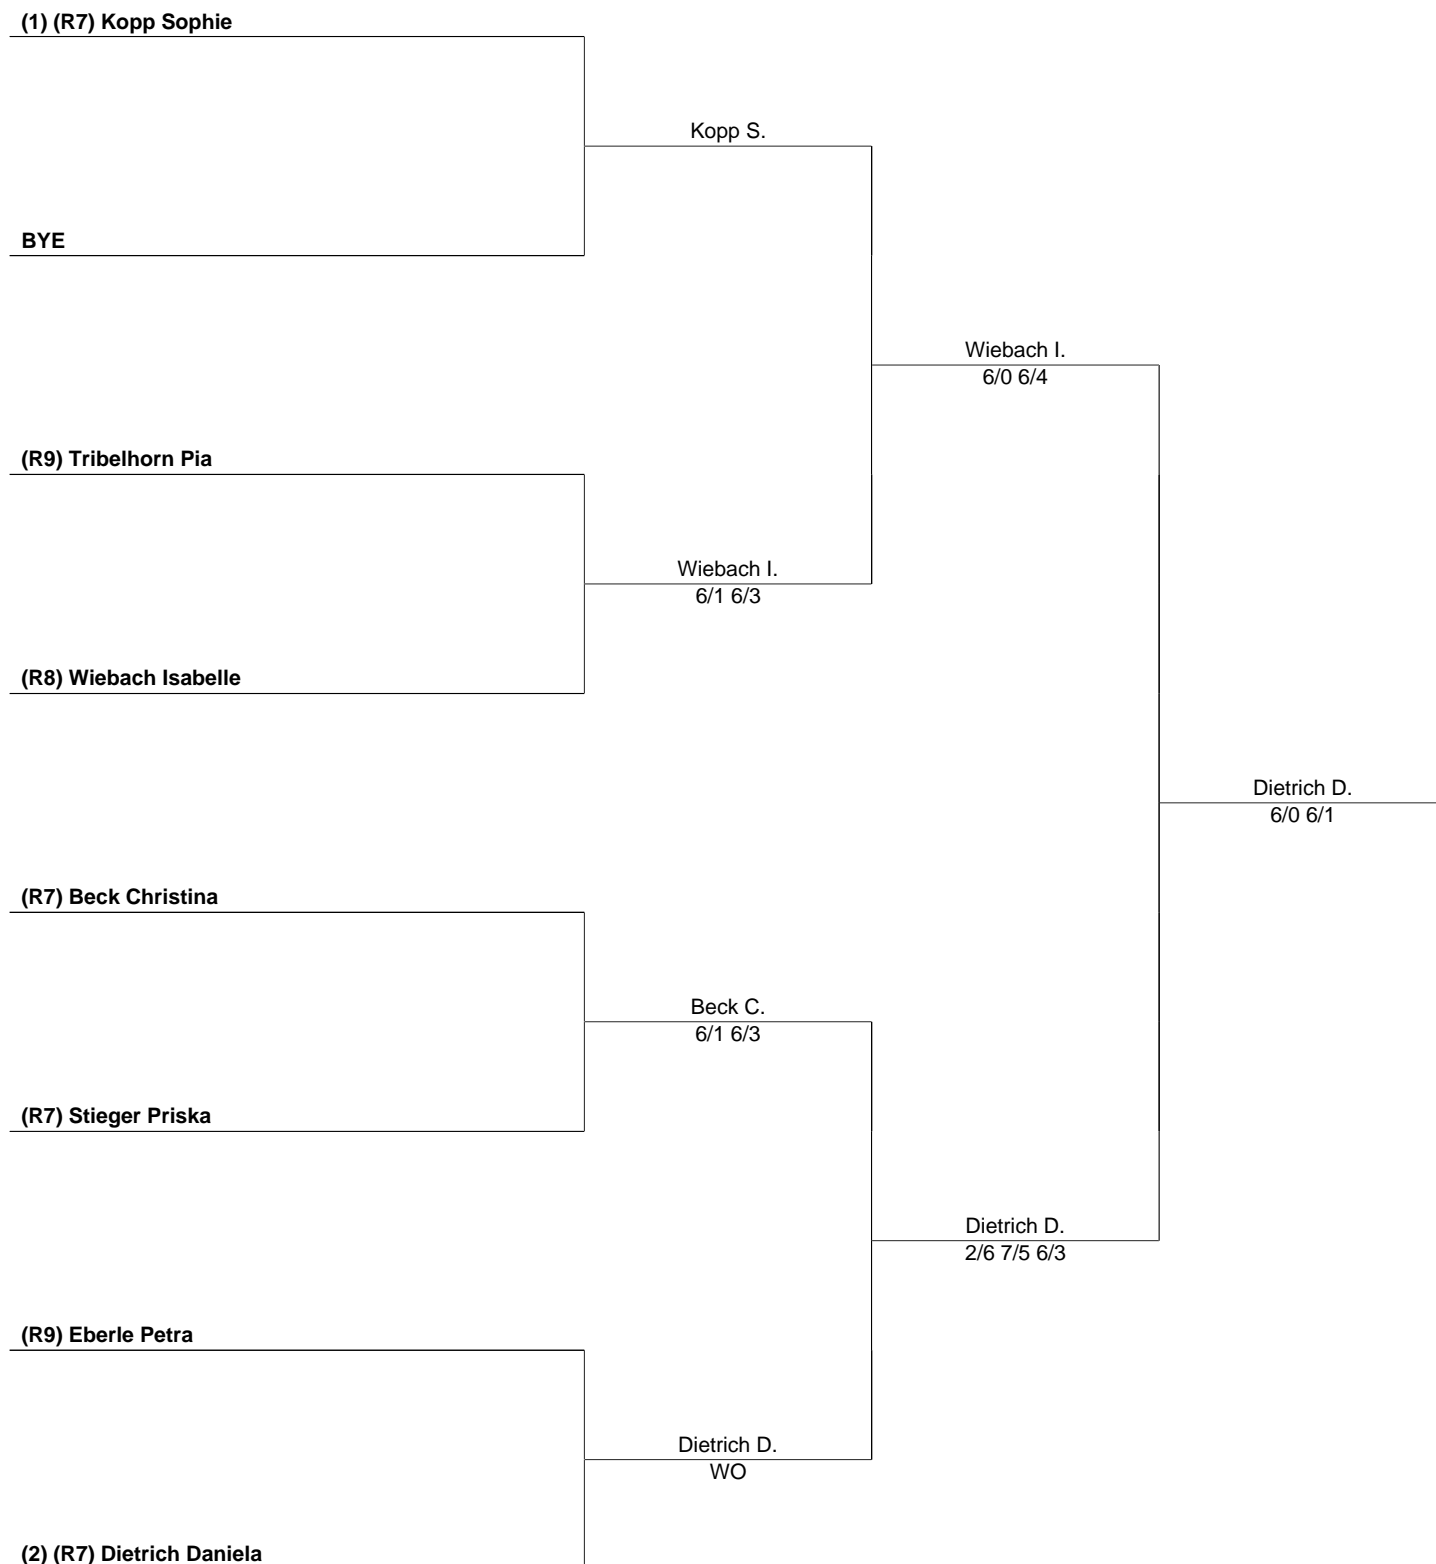 (1) (R7) Kopp Sophie
Kopp S.
BYE
Wiebach I.
6/0 6/4
(R9) Tribelhorn Pia
Wiebach I.
6/1 6/3
(R8) Wiebach Isabelle
Dietrich D.
6/0 6/1
(R7) Beck Christina
Beck C.
6/1 6/3
(R7) Stieger Priska
Dietrich D.
2/6 7/5 6/3
(R9) Eberle Petra
Dietrich D.
WO
(2) (R7) Dietrich Daniela